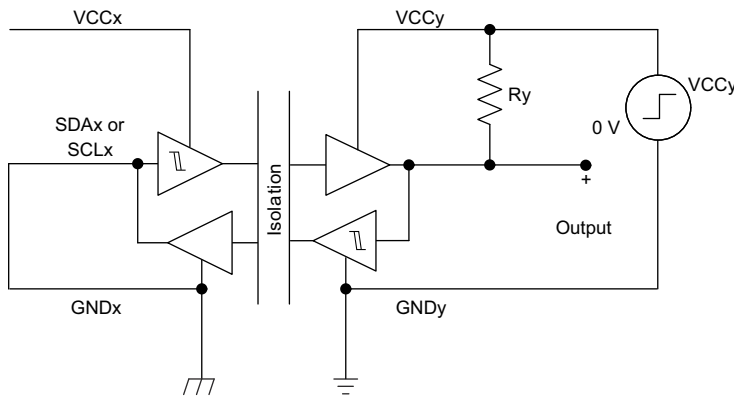 VCCx
VCCy
Ry
VCCy
0 V
SDAx or
SCLx
Isolation
+
Output
GNDx
GNDy